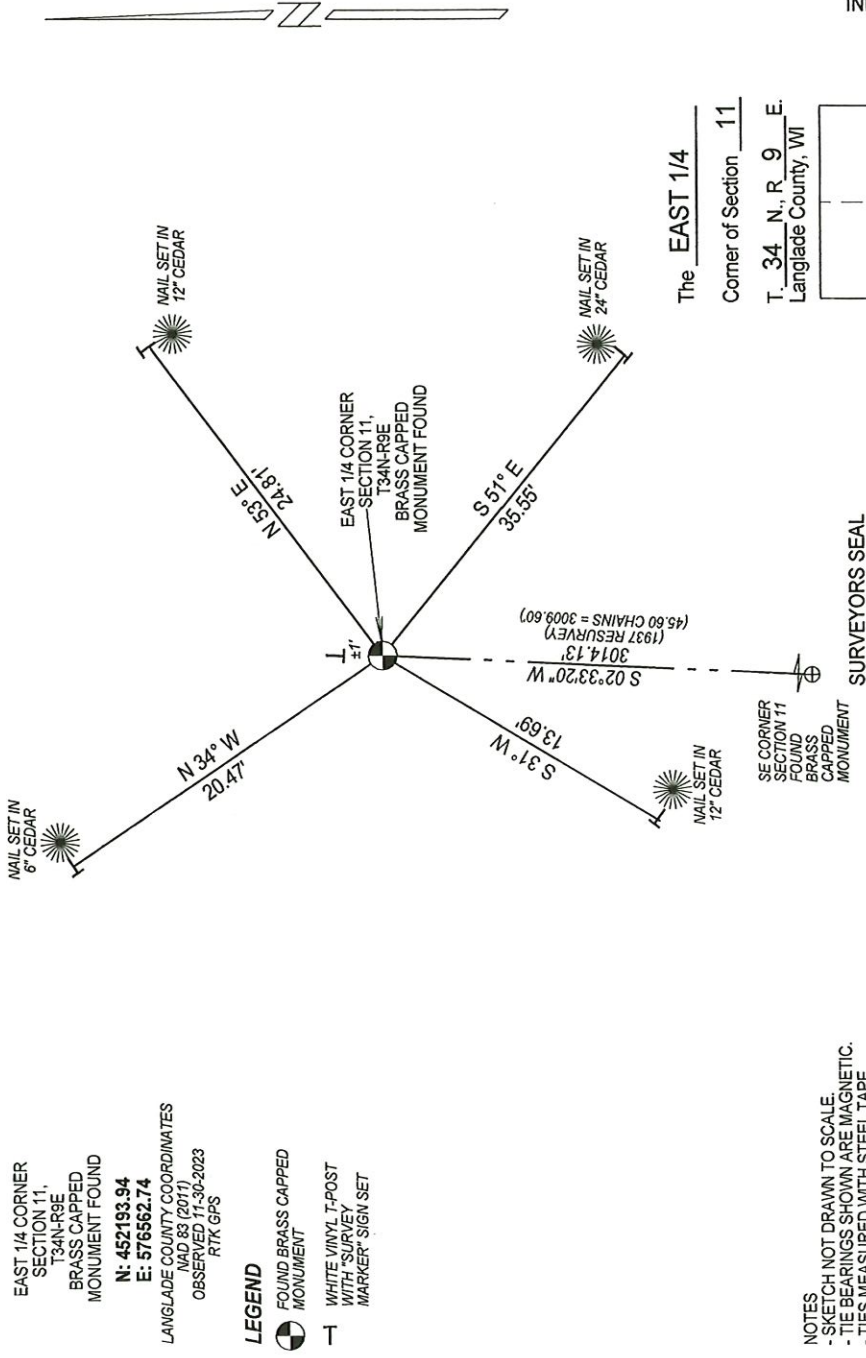 EAST 1/4 CORNER
SECTION 11,
T34N-R9E
BRASS CAPPED
MONUMENT FOUND
N: 452193.94
E: 576562.74
LANGLADE COUNTY COORDINATES
NAD 83 (2011)
OBSERVED 11-30-2023
RTK GPS
LEGEND
FOUND BRASS CAPPED
MONUMENT
T WHITE VINYL T-POST
WITH "SURVEY
MARKER" SIGN SET
NAIL SET IN
6" CEDAR
N 34° W
20.47'
NAIL SET IN
12" CEDAR
N 53° E
24.81'
±1'
EAST 1/4 CORNER
SECTION 11,
T34N-R9E
BRASS CAPPED
MONUMENT FOUND
S 51° E
35.55'
NAIL SET IN
24" CEDAR
S 31° W
13.69'
NAIL SET IN
12" CEDAR
S 02°33'20" W
3014.13'
(1937 RESURVEY)
(45.60 CHAINS = 3009.60')
SE CORNER
SECTION 11
FOUND
BRASS
CAPPED
MONUMENT
SURVEYORS SEAL
The EAST 1/4
Corner of Section 11
T. 34 N., R 9 E.
Langlade County, WI
NOTES
- SKETCH NOT DRAWN TO SCALE.
- TIE BEARINGS SHOWN ARE MAGNETIC.
- TIES MEASURED WITH STEEL TAPE